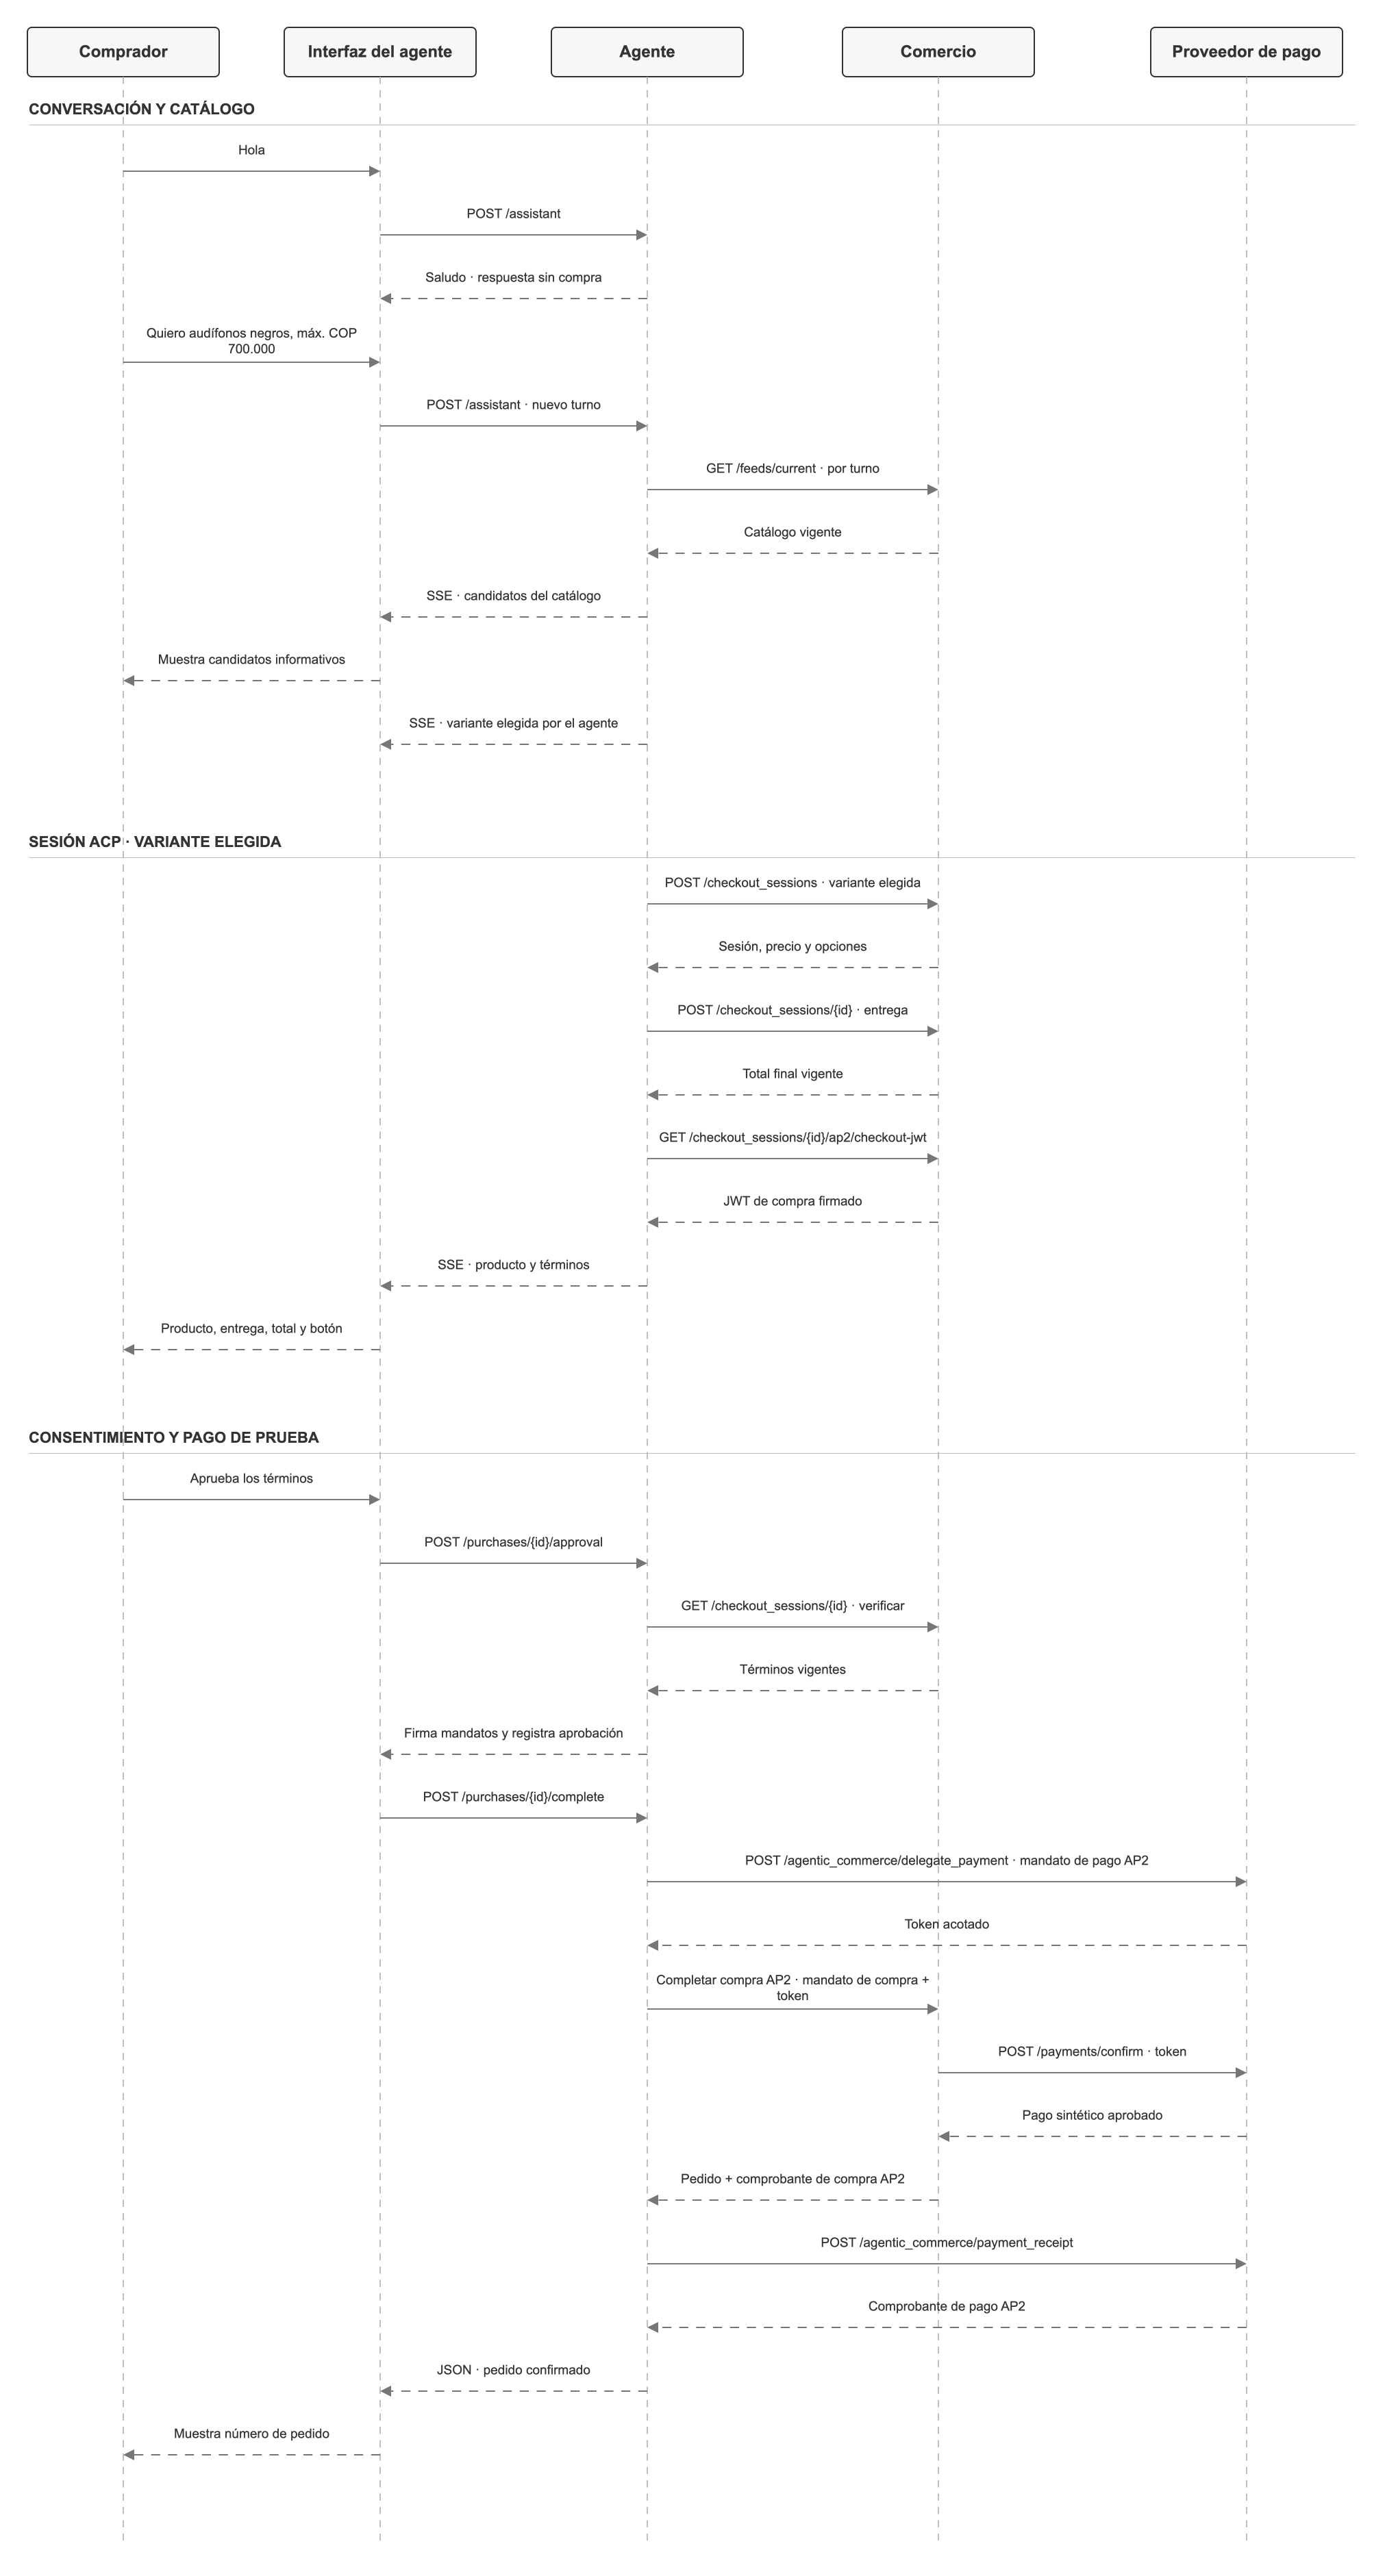 Comprador
Interfaz del agente
Agente
Comercio
Proveedor de pago
CONVERSACIÓN Y CATÁLOGO
Hola
POST /assistant
Saludo · respuesta sin compra
Quiero audífonos negros, máx. COP
700.000
POST /assistant · nuevo turno
GET /feeds/current · por turno
Catálogo vigente
SSE · candidatos del catálogo
Muestra candidatos informativos
SSE · variante elegida por el agente
SESIÓN ACP · VARIANTE ELEGIDA
POST /checkout_sessions · variante elegida
Sesión, precio y opciones
POST /checkout_sessions/{id} · entrega
Total final vigente
GET /checkout_sessions/{id}/ap2/checkout-jwt
JWT de compra firmado
SSE · producto y términos
Producto, entrega, total y botón
CONSENTIMIENTO Y PAGO DE PRUEBA
Aprueba los términos
POST /purchases/{id}/approval
GET /checkout_sessions/{id} · verificar
Términos vigentes
Firma mandatos y registra aprobación
POST /purchases/{id}/complete
POST /agentic_commerce/delegate_payment · mandato de pago AP2
Token acotado
Completar compra AP2 · mandato de compra +
token
POST /payments/confirm · token
Pago sintético aprobado
Pedido + comprobante de compra AP2
POST /agentic_commerce/payment_receipt
Comprobante de pago AP2
JSON · pedido confirmado
Muestra número de pedido